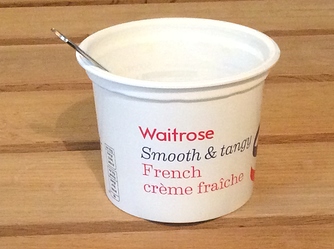 Waitrose
Smooth & tangy
French
crème fraîche